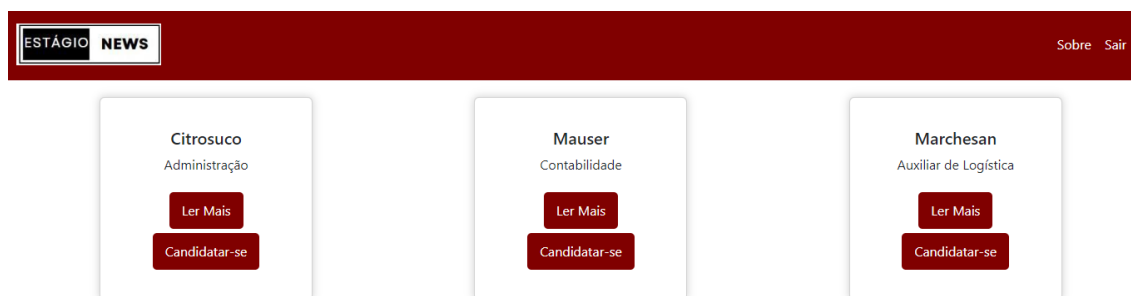 ESTÁGIO NEWS
Sobre Sair
Citrosuco
Administração
Ler Mais
Candidatar-se
Mauser
Contabilidade
Ler Mais
Candidatar-se
Marchesan
Auxiliar de Logística
Ler Mais
Candidatar-se